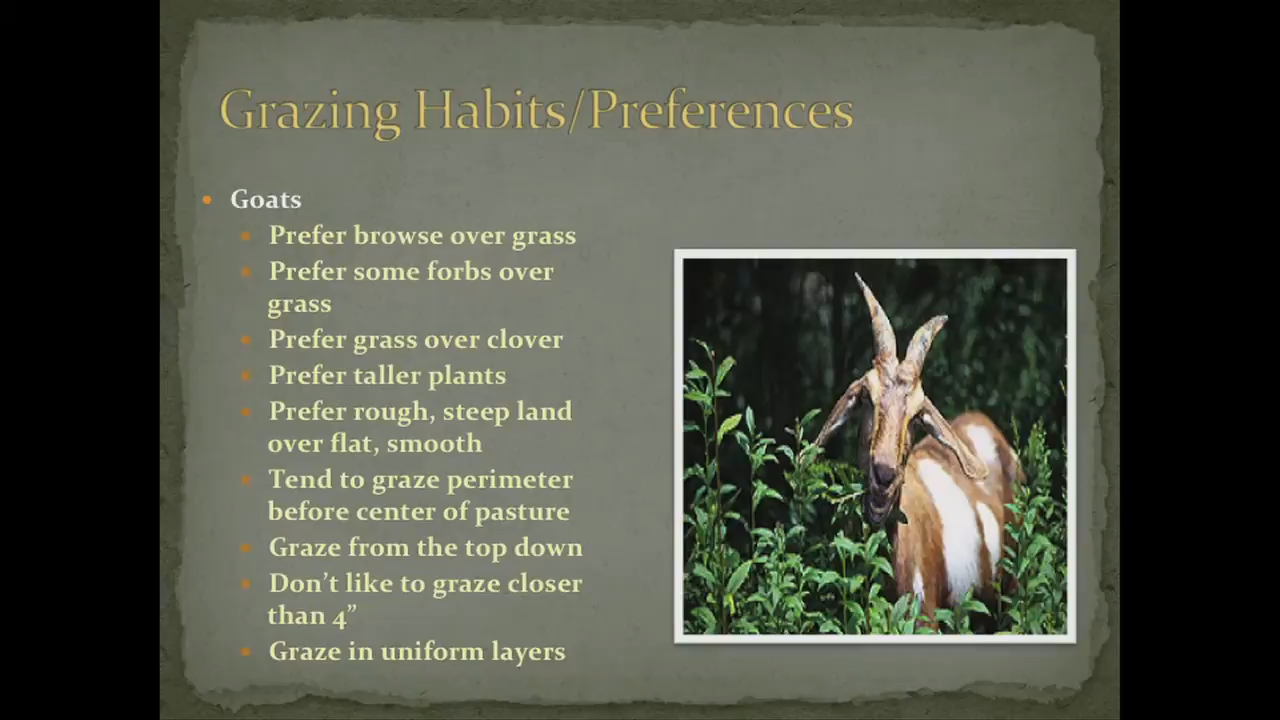 Grazing Habits/Preferences
Goats
Prefer browse over grass
Prefer some forbs over
grass
Prefer grass over clover
Prefer taller plants
Prefer rough, steep land
over flat, smooth
Tend to graze perimeter
before center of pasture
Graze from the top down
Don’t like to graze closer
than 4”
Graze in uniform layers